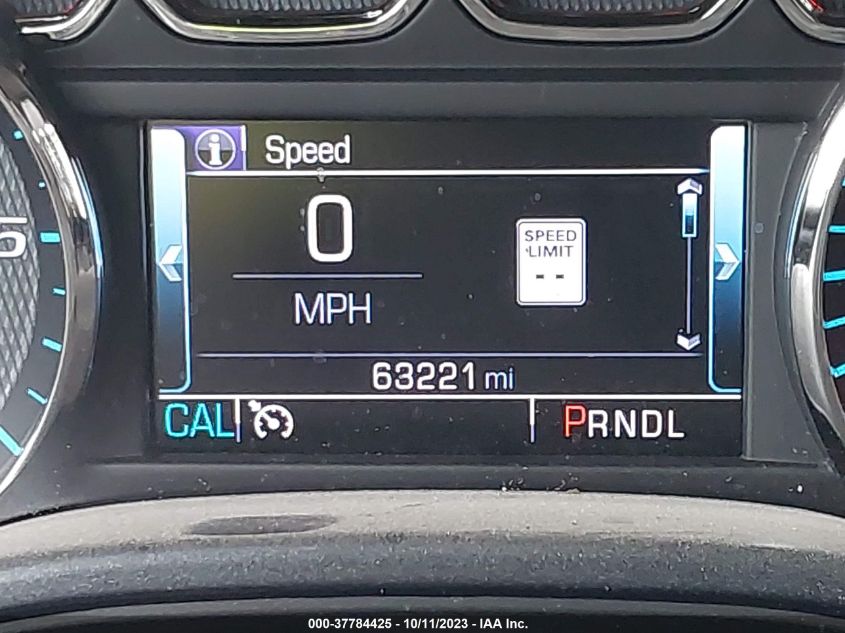 Speed
0
SPEED
LIMIT
--
MPH
63221 mi
CAL
PRNDL
000-37784425 - 10/11/2023 - IAA Inc.